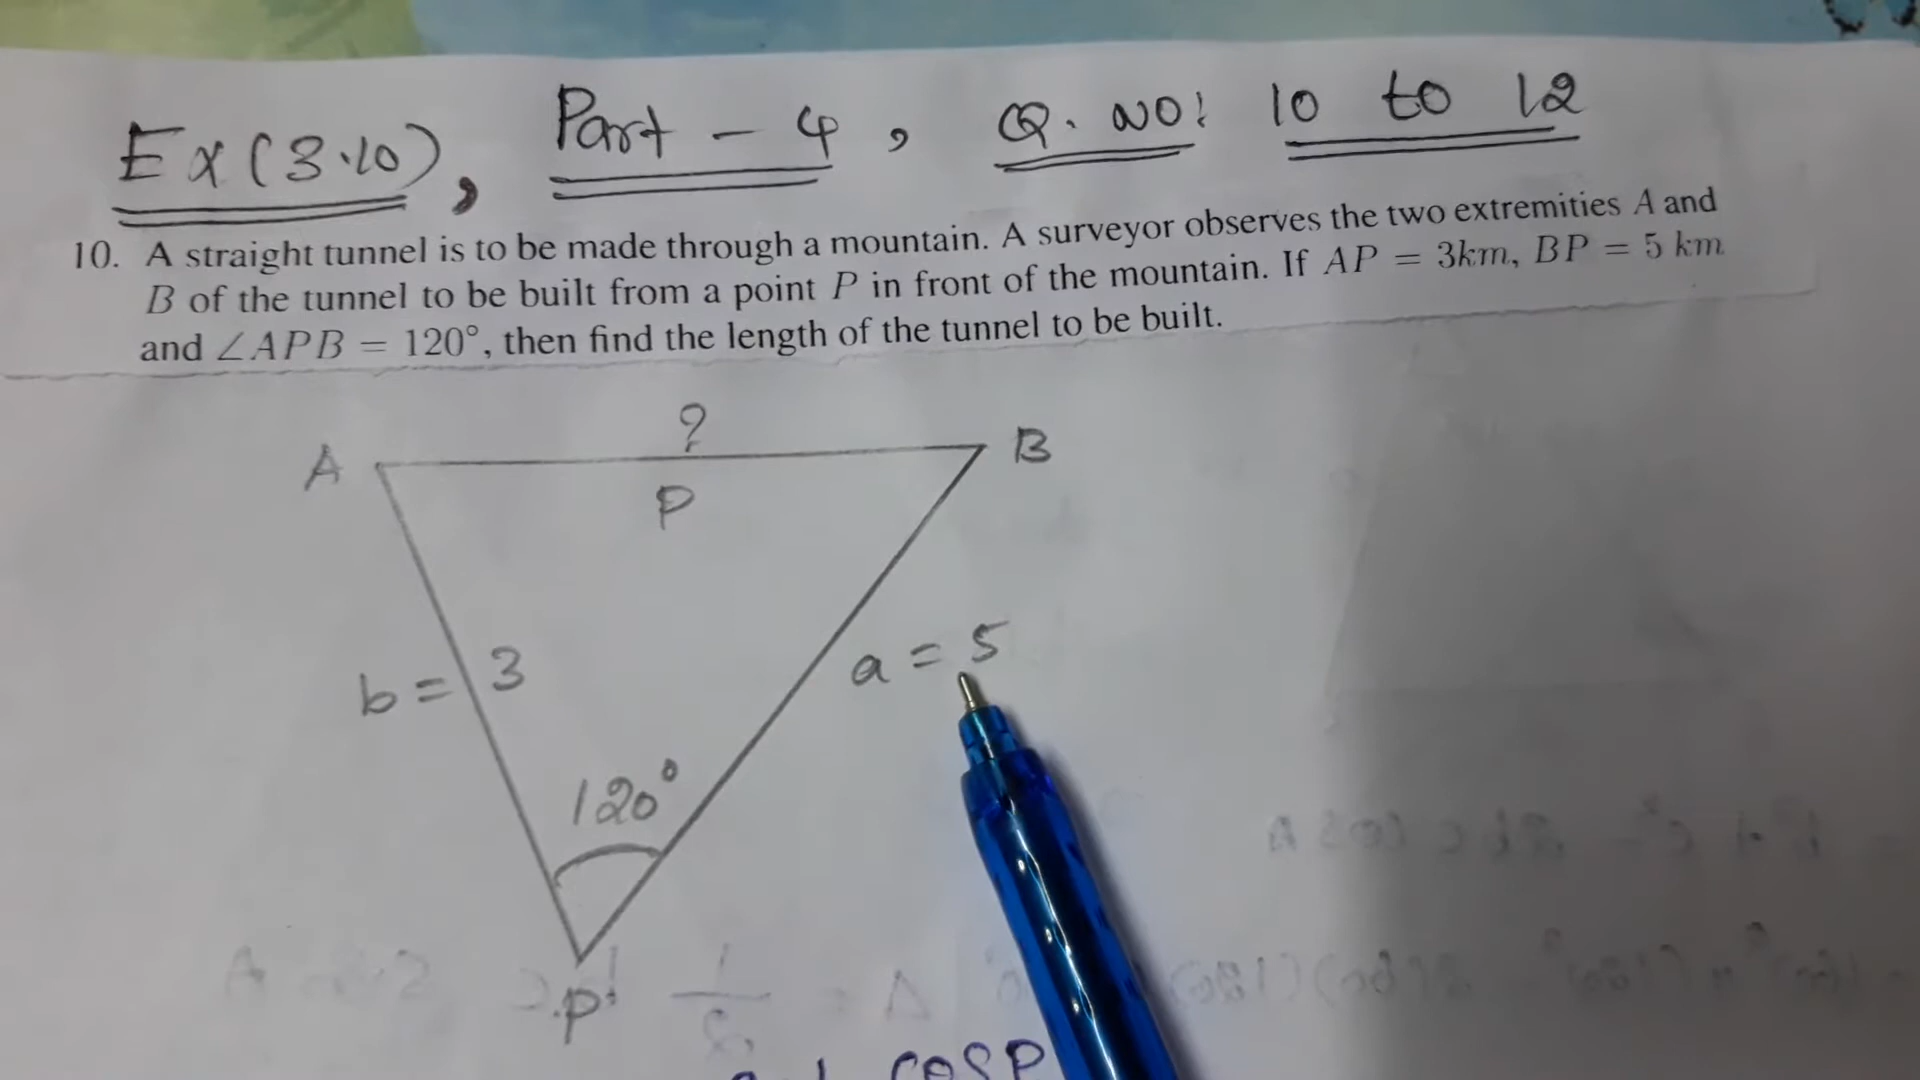 Ex (3.10), Part - 4, Q. NO: 10 to 12
10. A straight tunnel is to be made through a mountain. A surveyor observes the two extremities A and
B of the tunnel to be built from a point P in front of the mountain. If AP = 3km, BP = 5 km
and ∠APB = 120°, then find the length of the tunnel to be built.
?
A B
P
b = 3 a = 5
120°
P
cosP